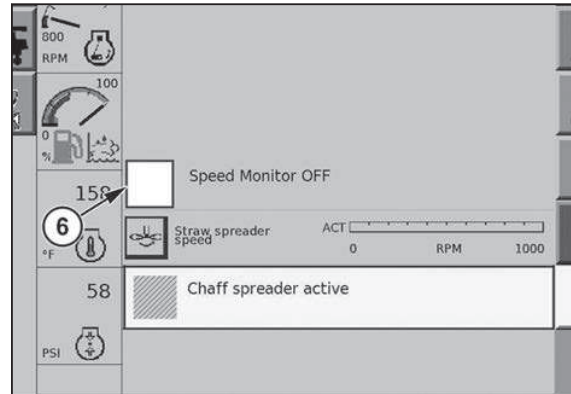 800
RPM
100
0
%
Speed Monitor OFF
158
6
°F
Straw spreader
speed
ACT
0 RPM 1000
Chaff spreader active
58
PSI